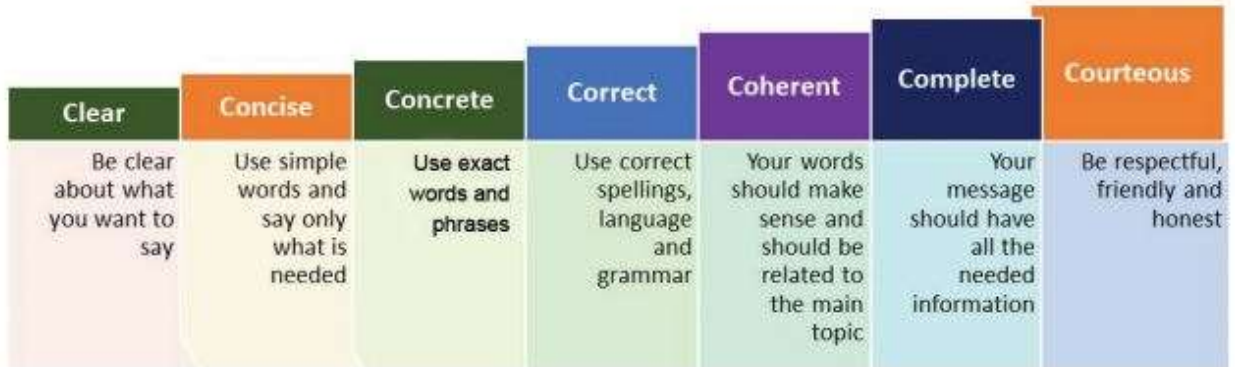 Clear
Be clear
about what
you want to
say
Concise
Use simple
words and
say only
what is
needed
Concrete
Use exact
words and
phrases
Correct
Use correct
spellings,
language
and
grammar
Coherent
Your words
should make
sense and
should be
related to
the main
topic
Complete
Your
message
should have
all the
needed
information
Courteous
Be respectful,
friendly and
honest